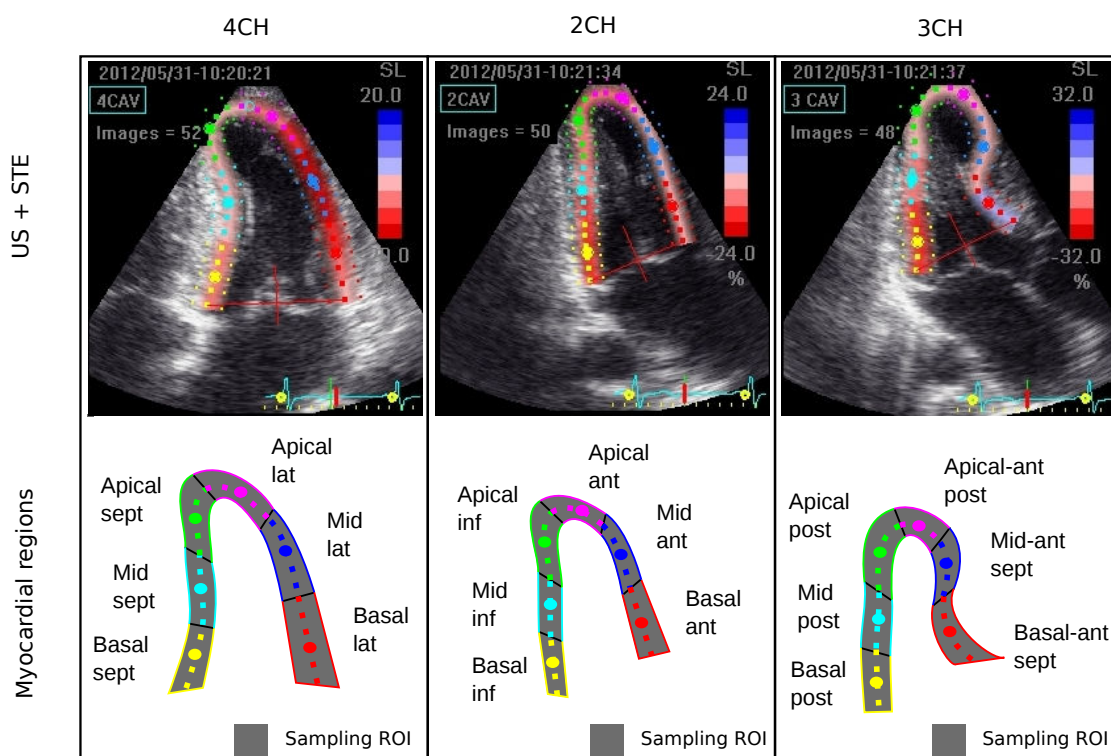 4CH
2CH
3CH
US + STE
2012/05/31-10:20:21
SL
4CAV
20.0
Images = 52
0.0
2012/05/31-10:21:34
SL
2CAV
24.0
Images = 50
-24.0
%
2012/05/31-10:21:37
SL
3 CAV
32.0
Images = 48
-32.0
%
Myocardial regions
Apical
lat
Apical
sept
Mid
lat
Mid
sept
Basal
lat
Basal
sept
Sampling ROI
Apical
ant
Apical
inf
Mid
ant
Mid
inf
Basal
ant
Basal
inf
Sampling ROI
Apical-ant
post
Apical
post
Mid-ant
sept
Mid
post
Basal-ant
sept
Basal
post
Sampling ROI